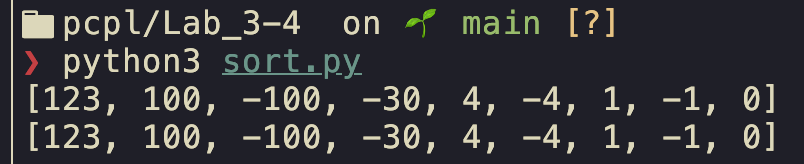 pcpl/Lab_3-4 on 🌱 main [?]
❯ python3 sort.py
[123, 100, -100, -30, 4, -4, 1, -1, 0]
[123, 100, -100, -30, 4, -4, 1, -1, 0]